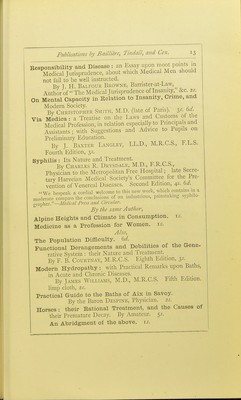 Publications by Baillière, Tindall, and Cox. 15
Responsibility and Disease : an Essay upon moot points in
Medical Jurisprudence, about which Medical Men should
not fail to be well instructed.
By J. H. BALFOUR BROWNE, Barrister-at-Law,
Author of "The Medical Jurisprudence of Insanity," &c. 2s.
On Mental Capacity in Relation to Insanity, Crime, and
Modern Society.
By CHRISTOPHER SMITH, M.D. (late of Paris). 3s. 6d.
Via Medica : a Treatise on the Laws and Customs of the
Medical Profession, in relation especially to Principals and
Assistants; with Suggestions and Advice to Pupils on
Preliminary Education.
By J. BAXTER LANGLEY, LL.D., M.R.C.S., F.L.S.
Fourth Edition, 3s.
Syphilis : Its Nature and Treatment.
By CHARLES R. DRYSDALE, M.D., F.R.C.S.,
Physician to the Metropolitan Free Hospital; late Secre-
tary Harveian Medical Society's Committee for the Pre-
vention of Venereal Diseases. Second Edition, 4s. 6d.
"We bespeak a cordial welcome to this new work, which contains in a
moderate compass the conclusions of an industrious, painstaking syphilo-
grapher."—Medical Press and Circular.
By the same Author,
Alpine Heights and Climate in Consumption. 1s.
Medicine as a Profession for Women. 1s.
Also,
The Population Difficulty. 6d.
Functional Derangements and Debilities of the Gene-
rative System : their Nature and Treatment.
By F. B. COURTNEY, M.R.C.S. Eighth Edition, 3s.
Modern Hydropathy : with Practical Remarks upon Baths,
in Acute and Chronic Diseases.
By JAMES WILLIAMS, M.D., M.R.C.S. Fifth Edition
limp cloth, 2s.
Practical Guide to the Baths of Aix in Savoy.
By the Baron DESPINE, Physician. 2s.
Horses : their Rational Treatment, and the Causes of
their Premature Decay. By Amateur. 5s.
An Abridgment of the above. 1s.